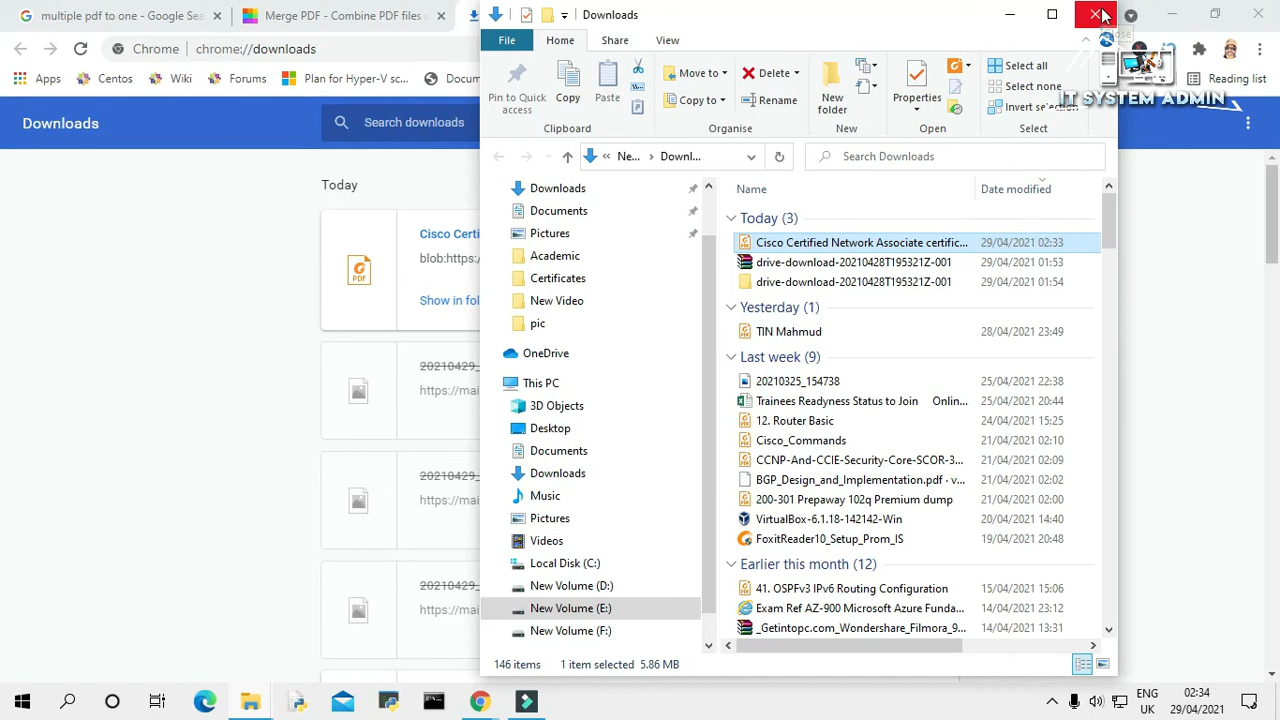 multiple pdf to one - Google Se
Merge PDF - Combine PDF Files
Chrome
chrome://downloads
Apps
Centos
Wiki
Forums
Plan for Hyper-V sc
Docum
Reading list
Downloads
Search downloads
Today
Cisco Certi
blob:https:/
Show in fol
20210429_
https://mai
20210429_
https://mai
20210429_
https://mai
Downloads
Close
File
Home
Share
View
Pin to Quick access
Copy
Paste
Clipboard
Move to
Copy to
Delete
Rename
Organise
New folder
New
Properties
Open
Select all
Select none
Invert selection
Select
IT SYSTEM ADMIN
« Ne... > Downl...
Search Downloads
Downloads
Documents
Pictures
Academic
Certificates
New Video
pic
OneDrive
This PC
3D Objects
Desktop
Documents
Downloads
Music
Pictures
Videos
Local Disk (C:)
New Volume (D:)
New Volume (E:)
New Volume (F:)
Name Date modified
Today (3)
Cisco Certified Network Associate certific... 29/04/2021 02:33
drive-download-20210428T195321Z-001 29/04/2021 01:53
drive-download-20210428T195321Z-001 29/04/2021 01:54
Yesterday (1)
TIN Mahmud 28/04/2021 23:49
Last week (9)
20210325_154738 25/04/2021 22:38
Trainees Readyness Status to Join Onlin... 25/04/2021 20:44
12. Router Basic 24/04/2021 15:25
Cisco_Commands 21/04/2021 02:10
CCNP-And-CCIE-Security-Core-SCOR-3... 21/04/2021 02:09
BGP_Design_and_Implementation.pdf - v... 21/04/2021 02:02
200-301 Prepaway 102q Premium dump 21/04/2021 02:00
VirtualBox-6.1.18-142142-Win 20/04/2021 14:40
FoxitReader10_Setup_Prom_IS 19/04/2021 20:48
Earlier this month (12)
41. OSPFv3 IPv6 Routing Configuration 15/04/2021 15:06
Exam Ref AZ-900 Microsoft Azure Funda... 14/04/2021 23:12
_Getintopc.com_Wondershare_Filmora_9... 14/04/2021 13:31
146 items 1 item selected 5.86 MB
ENG
UK
02:34
29/04/2021